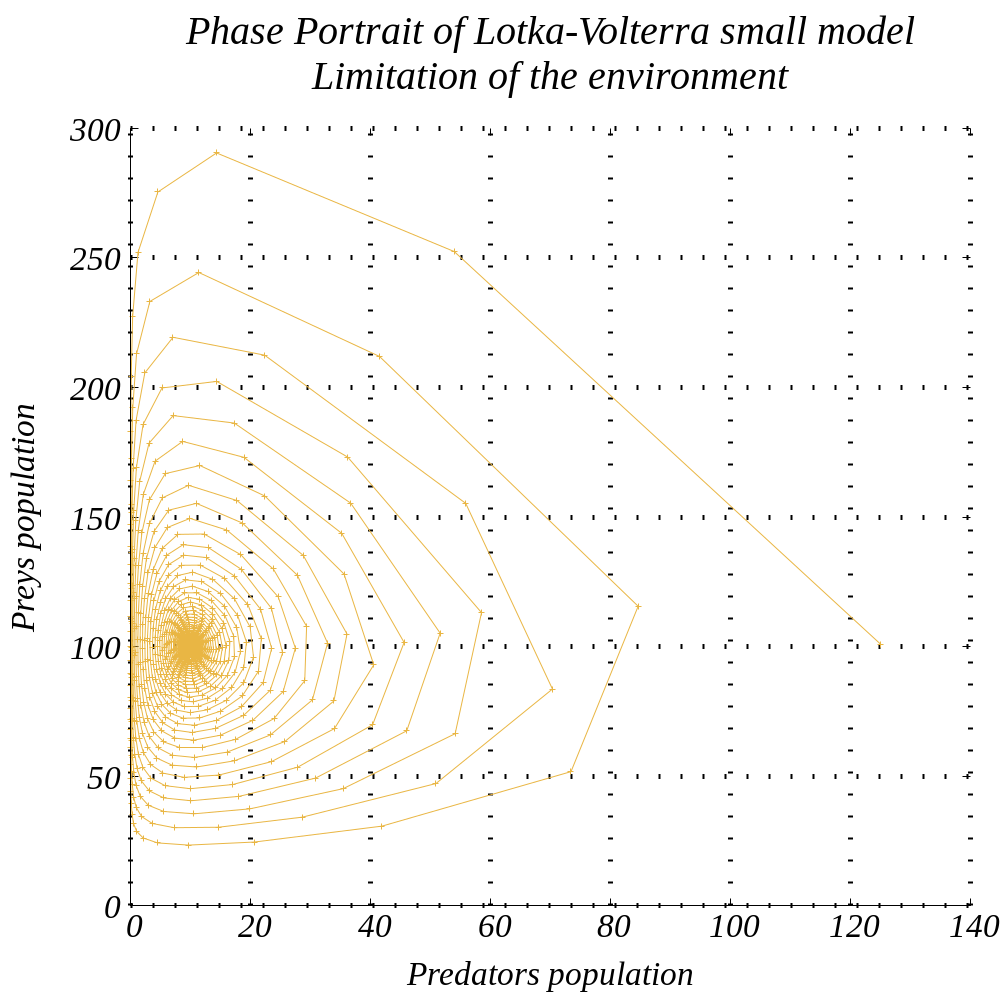 Phase Portrait of Lotka-Volterra small model
Limitation of the environment
300
250
200
150
100
50
0
Preys population
0 20 40 60 80 100 120 140
Predators population